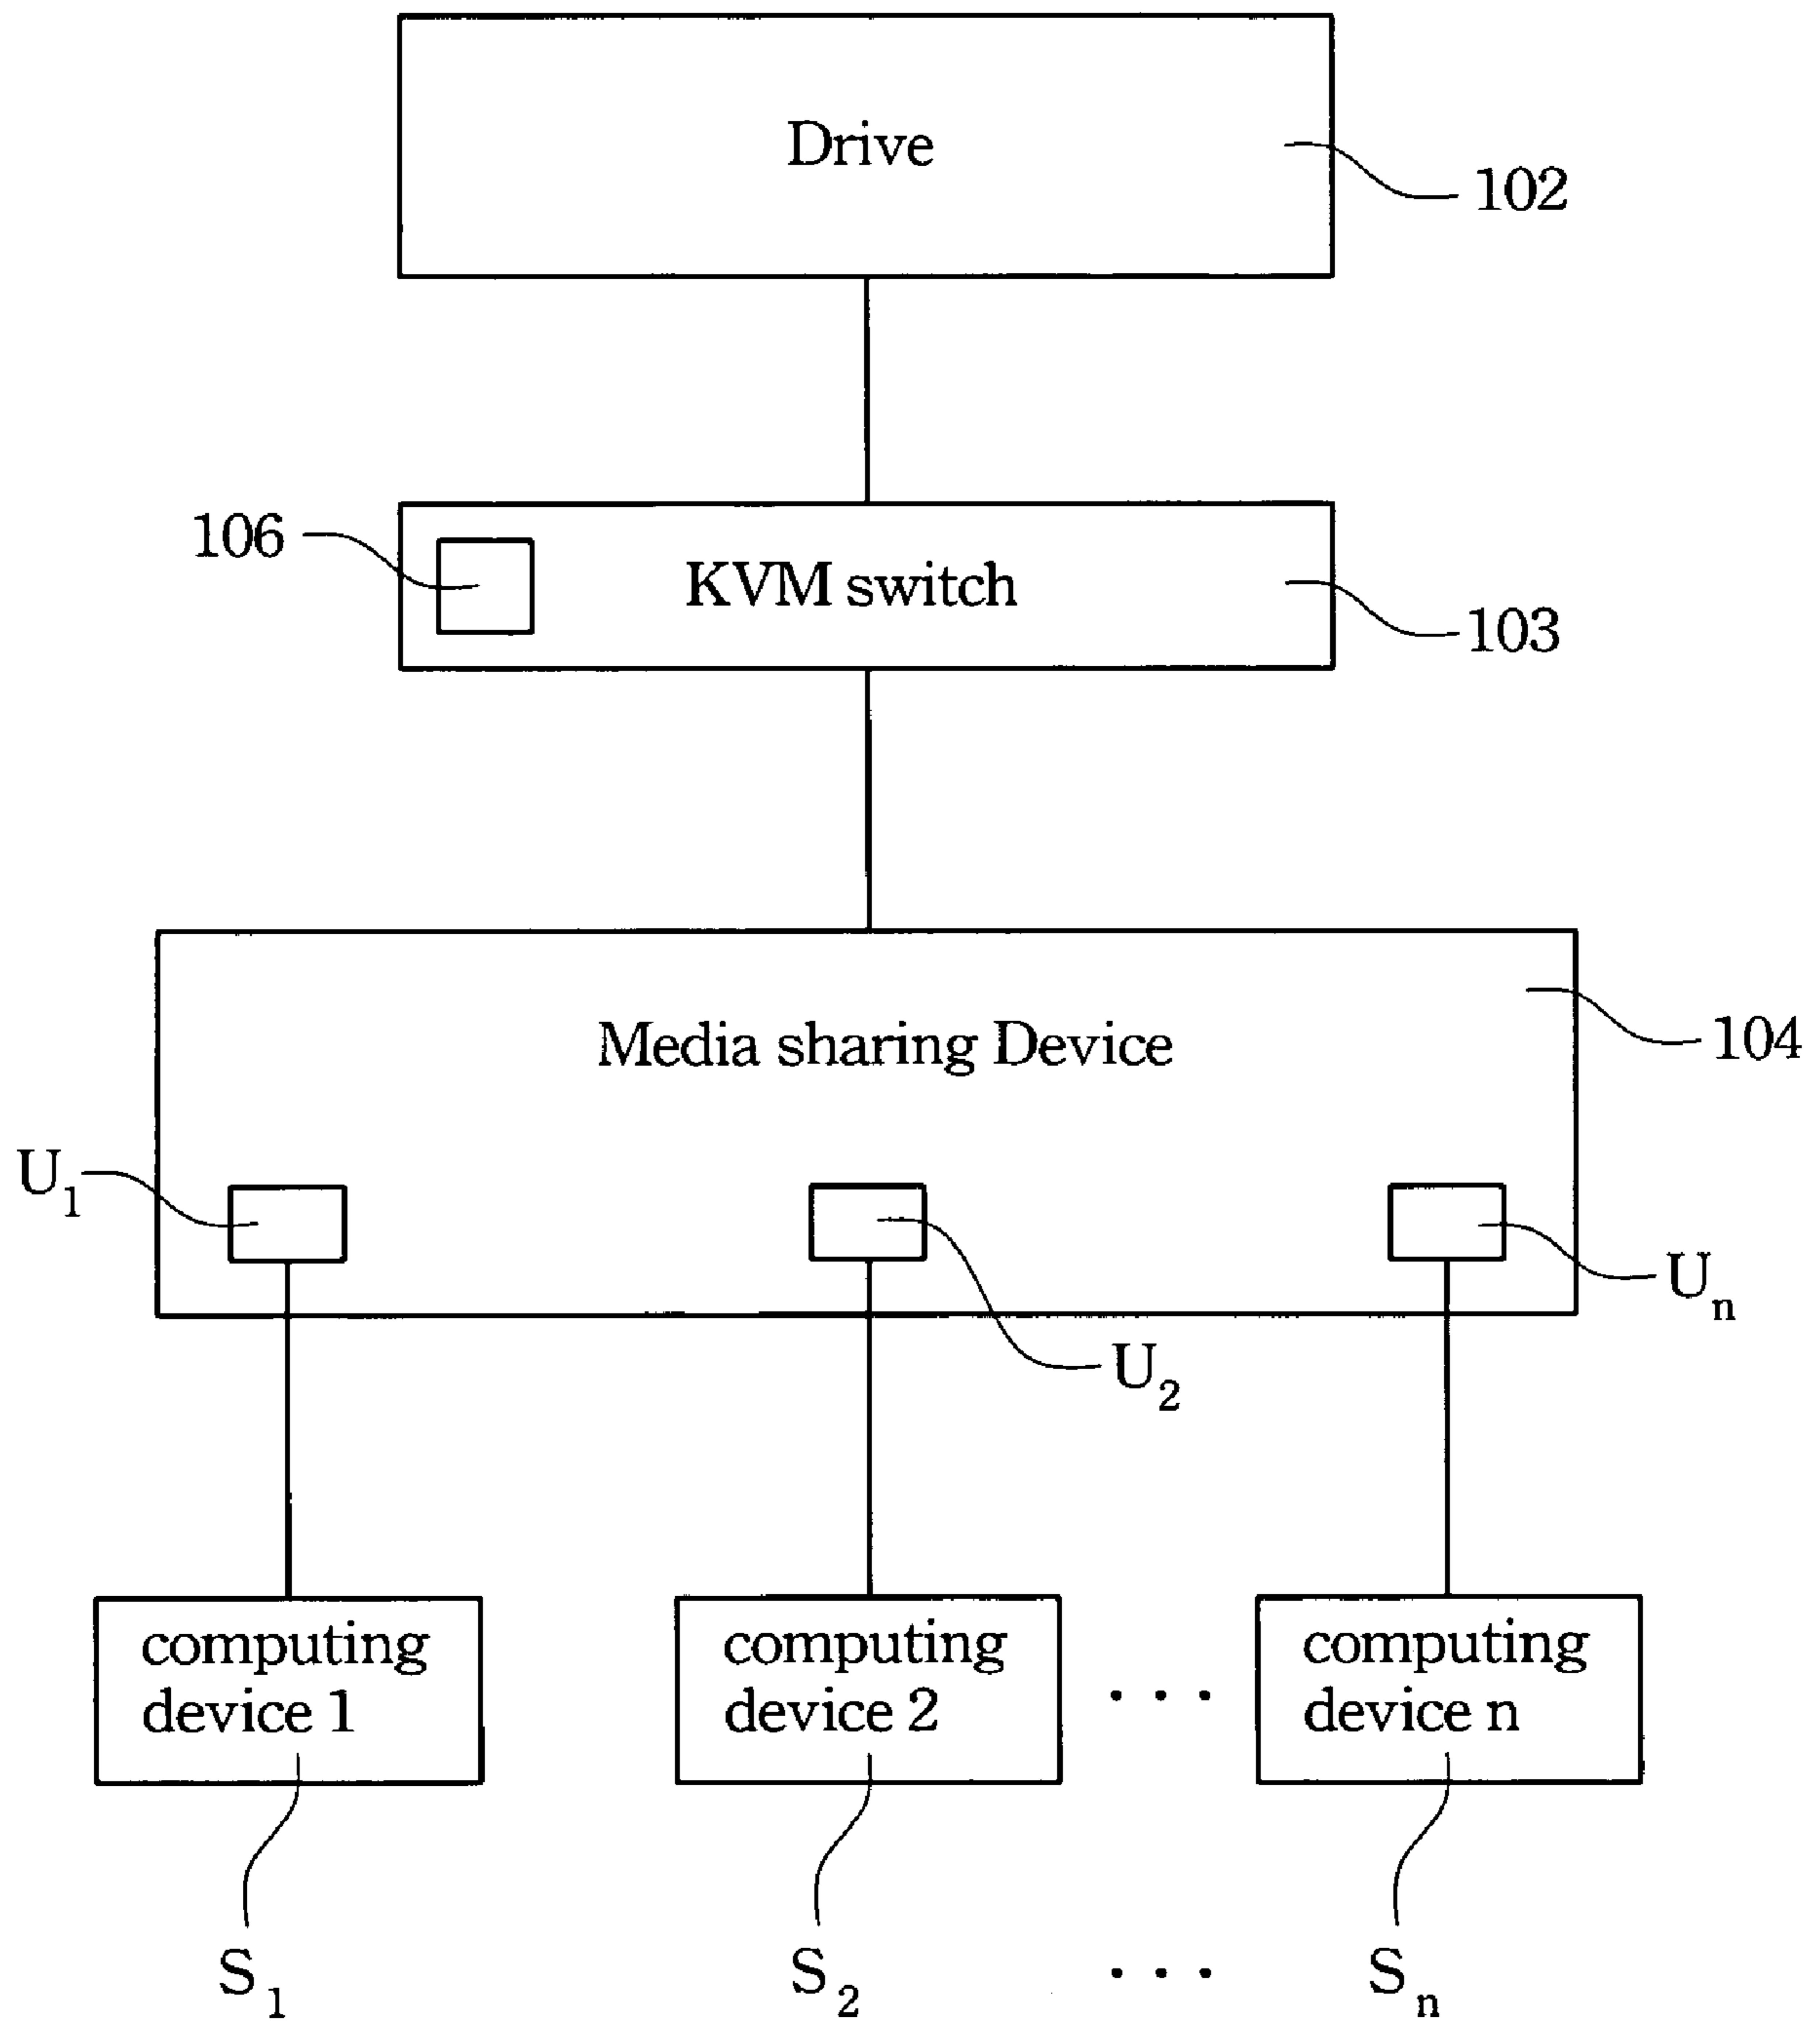 Drive
102
106
KVM switch
103
Media sharing Device
104
U1
U2
Un
computing
device 1
computing
device 2
. . .
computing
device n
S1
S2
. . .
Sn